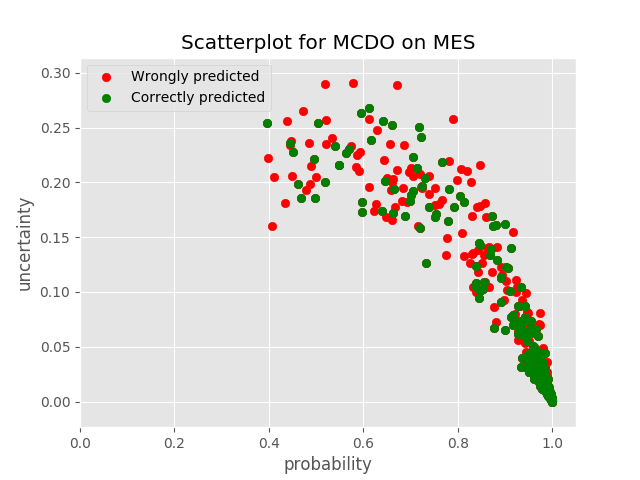 Scatterplot for MCDO on MES
Wrongly predicted
Correctly predicted
0.30
0.25
0.20
0.15
0.10
0.05
0.00
uncertainty
0.0 0.2 0.4 0.6 0.8 1.0
probability